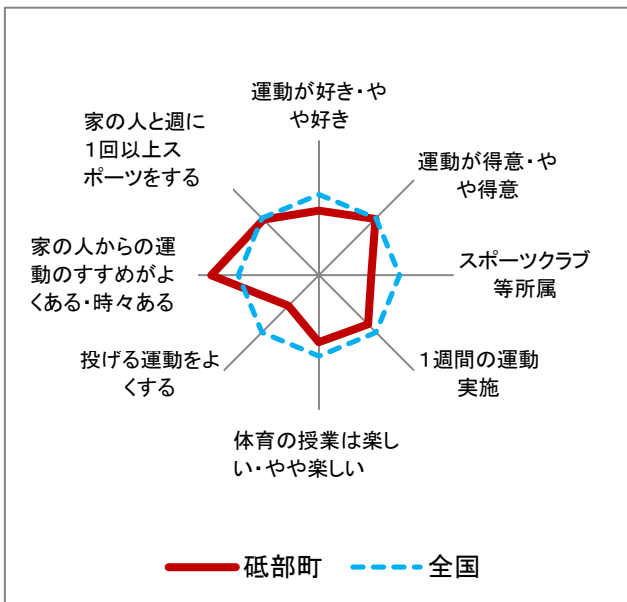 運動が好き・や
や好き
運動が得意・や
や得意
スポーツクラブ
等所属
1週間の運動
実施
体育の授業は楽し
い・やや楽しい
投げる運動をよ
くする
家の人からの運
動のすすめがよ
くある・時々ある
家の人と週に
1回以上ス
ポーツをする
砥部町
全国